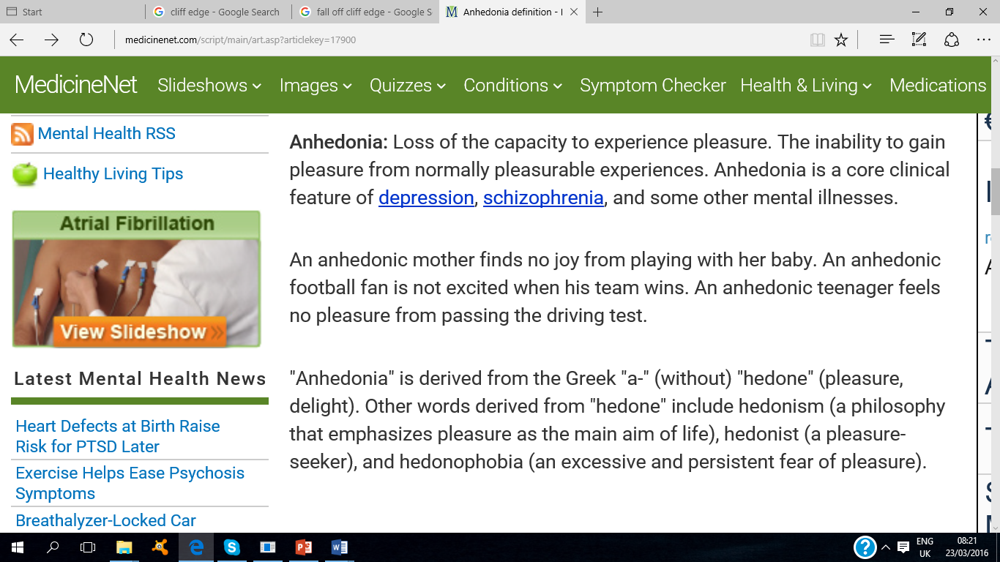 Start
cliff edge - Google Search
fall off cliff edge - Google S
Anhedonia definition - I
medicinenet.com/script/main/art.asp?articlekey=17900
MedicineNet Slideshows Images Quizzes Conditions Symptom Checker Health & Living Medications
Mental Health RSS
Healthy Living Tips
Atrial Fibrillation
View Slideshow »
Latest Mental Health News
Heart Defects at Birth Raise
Risk for PTSD Later
Exercise Helps Ease Psychosis
Symptoms
Breathalyzer-Locked Car
Anhedonia: Loss of the capacity to experience pleasure. The inability to gain
pleasure from normally pleasurable experiences. Anhedonia is a core clinical
feature of depression, schizophrenia, and some other mental illnesses.
An anhedonic mother finds no joy from playing with her baby. An anhedonic
football fan is not excited when his team wins. An anhedonic teenager feels
no pleasure from passing the driving test.
"Anhedonia" is derived from the Greek "a-" (without) "hedone" (pleasure,
delight). Other words derived from "hedone" include hedonism (a philosophy
that emphasizes pleasure as the main aim of life), hedonist (a pleasure-
seeker), and hedonophobia (an excessive and persistent fear of pleasure).
ENG
UK
08:21
23/03/2016